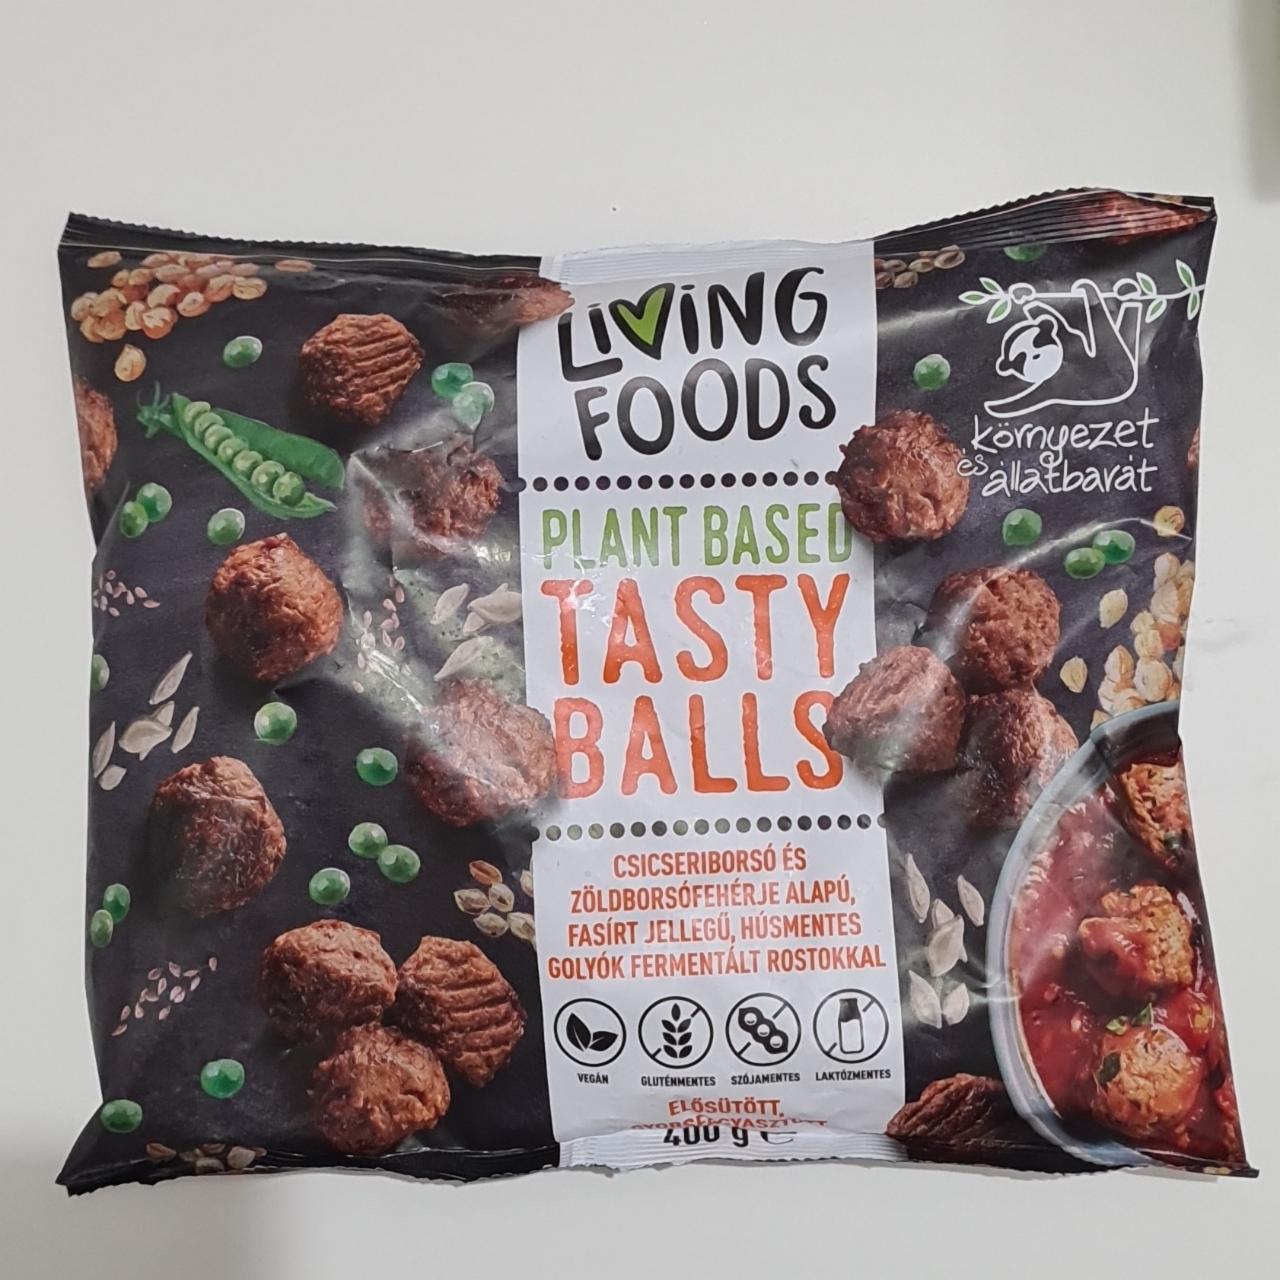 LiViNG
FOODS
környezet
és állatbarát
PLANT BASED
TASTY
BALLS
CSICSERIBORSÓ ÉS
ZÖLDBORSÓFEHÉRJE ALAPÚ,
FASÍRT JELLEGŰ, HÚSMENTES
GOLYÓK FERMENTÁLT ROSTOKKAL
VEGÁN
GLUTÉNMENTES
SZÓJAMENTES
LAKTÓZMENTES
ELŐSÜTÖTT,
GYORSFAGYASZTOTT
400 g e